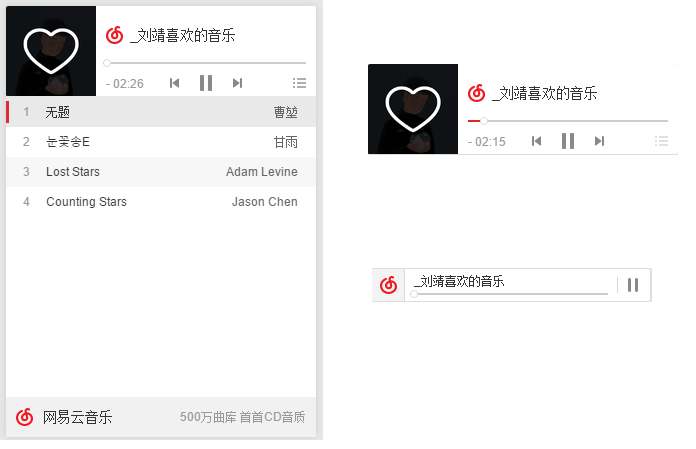 _刘靖喜欢的音乐
- 02:26
1 无题 曹堃
2 눈꽃송E 甘雨
3 Lost Stars Adam Levine
4 Counting Stars Jason Chen
网易云音乐 500万曲库 首首CD音质
_刘靖喜欢的音乐
- 02:15
_刘靖喜欢的音乐